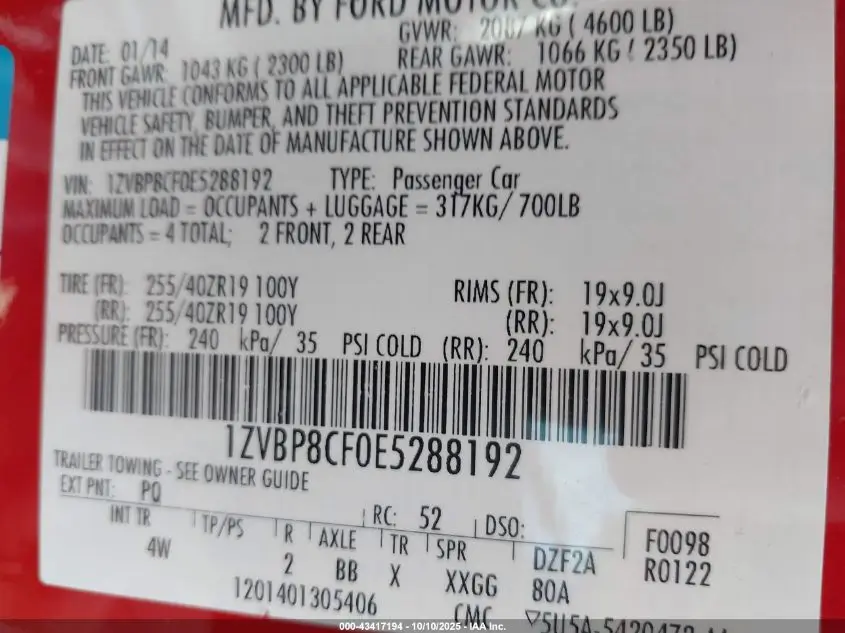 MFD. BY FORD MOTOR CO.
DATE: 01/14 GVWR: 2087 KG ( 4600 LB)
FRONT GAWR: 1043 KG ( 2300 LB) REAR GAWR: 1066 KG ( 2350 LB)
THIS VEHICLE CONFORMS TO ALL APPLICABLE FEDERAL MOTOR
VEHICLE SAFETY, BUMPER, AND THEFT PREVENTION STANDARDS
IN EFFECT ON THE DATE OF MANUFACTURE SHOWN ABOVE.
VIN: 1ZVBP8CF0E5288192 TYPE: Passenger Car
MAXIMUM LOAD = OCCUPANTS + LUGGAGE = 317KG/ 700LB
OCCUPANTS = 4 TOTAL; 2 FRONT, 2 REAR
TIRE (FR): 255/40ZR19 100Y RIMS (FR): 19x9.0J
(RR): 255/40ZR19 100Y (RR): 19x9.0J
PRESSURE (FR): 240 kPa/ 35 PSI COLD (RR): 240 kPa/ 35 PSI COLD
1ZVBP8CF0E5288192
TRAILER TOWING - SEE OWNER GUIDE
EXT PNT: PQ RC: 52 DSO: F0098
INT TR TP/PS R AXLE TR SPR DZF2A R0122
4W 2 BB X XXGG 80A
1201401305406 CMC
000-43417194 - 10/10/2025 - IAA Inc.